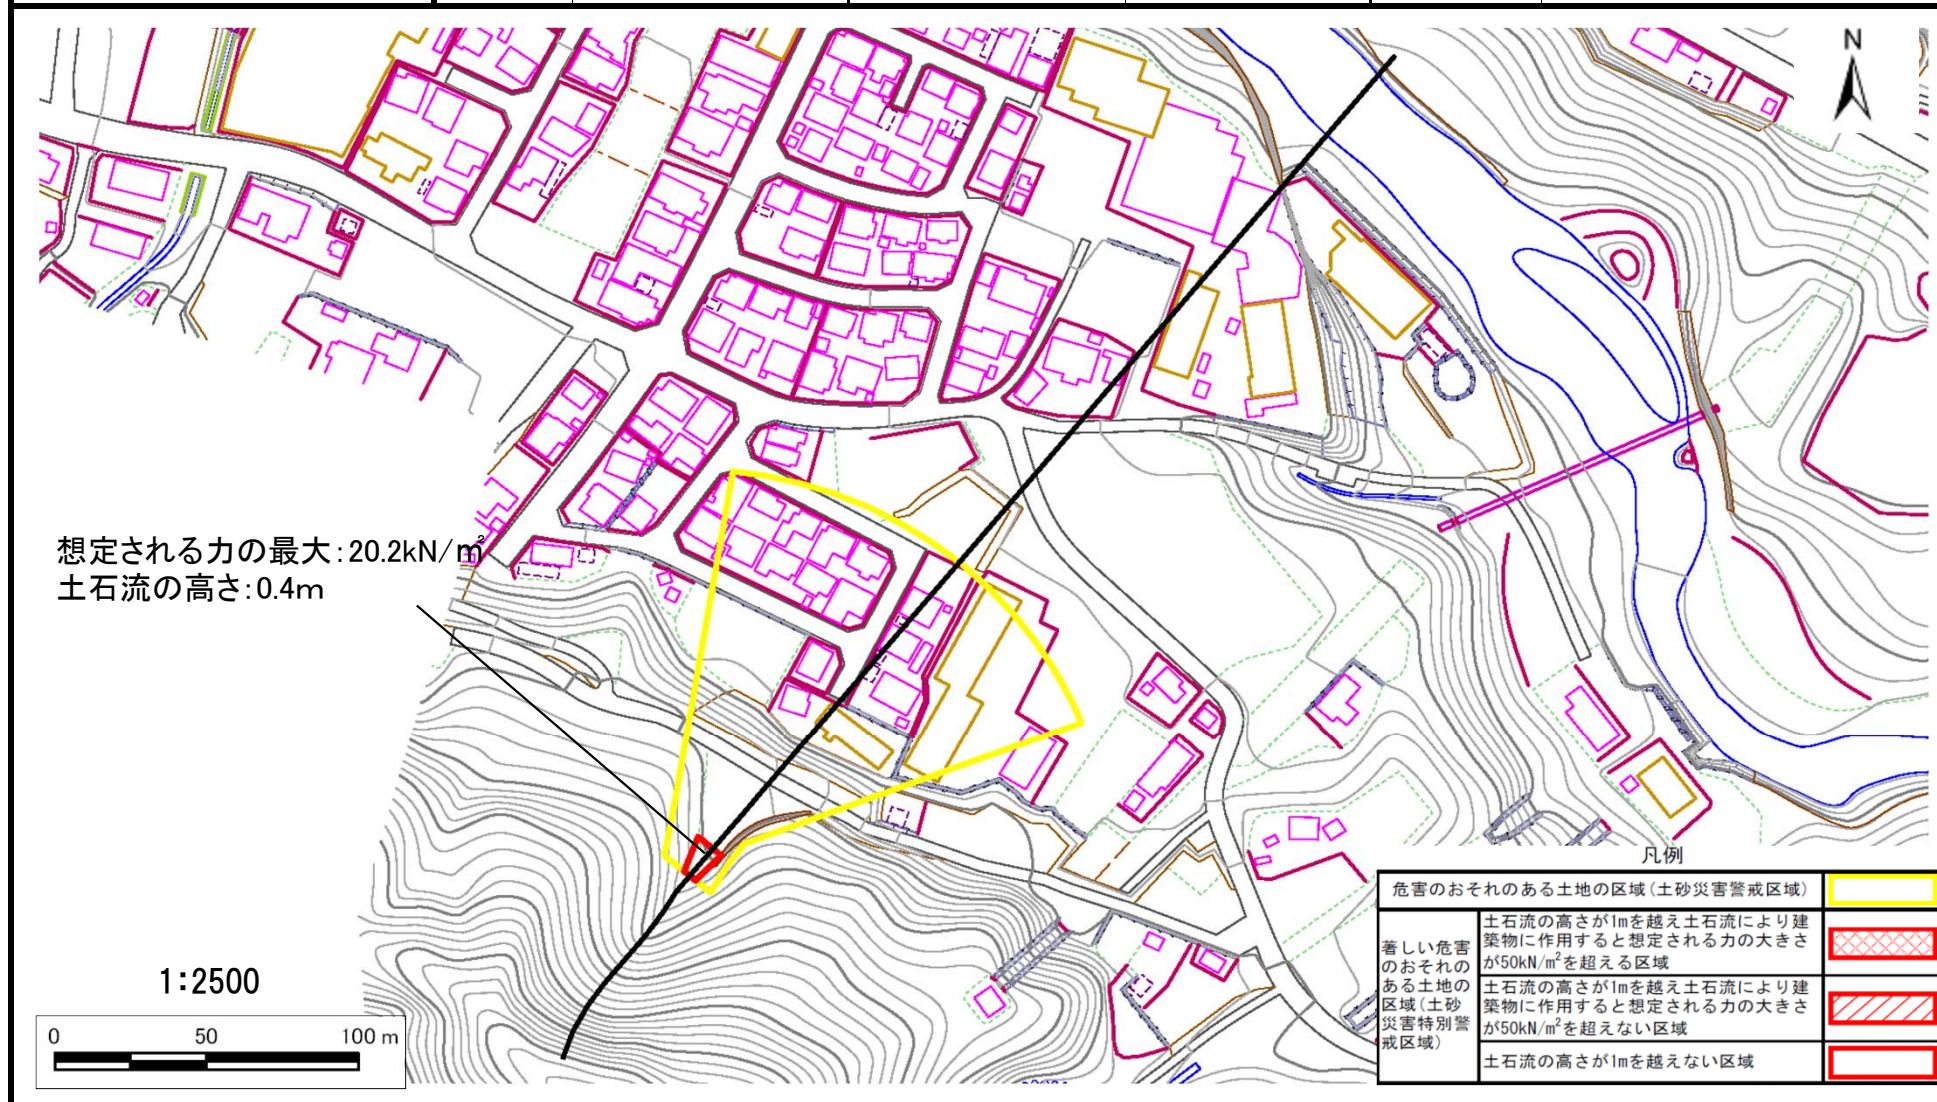 N
想定される力の最大:20.2kN/㎡
土石流の高さ:0.4m
1:2500
0 50 100 m
凡例
危害のおそれのある土地の区域(土砂災害警戒区域)
著しい危害
のおそれの
ある土地の
区域(土砂
災害特別警
戒区域)
土石流の高さが1mを越え土石流により建
築物に作用すると想定される力の大きさ
が50kN/m²を超える区域
土石流の高さが1mを越え土石流により建
築物に作用すると想定される力の大きさ
が50kN/m²を超えない区域
土石流の高さが1mを越えない区域